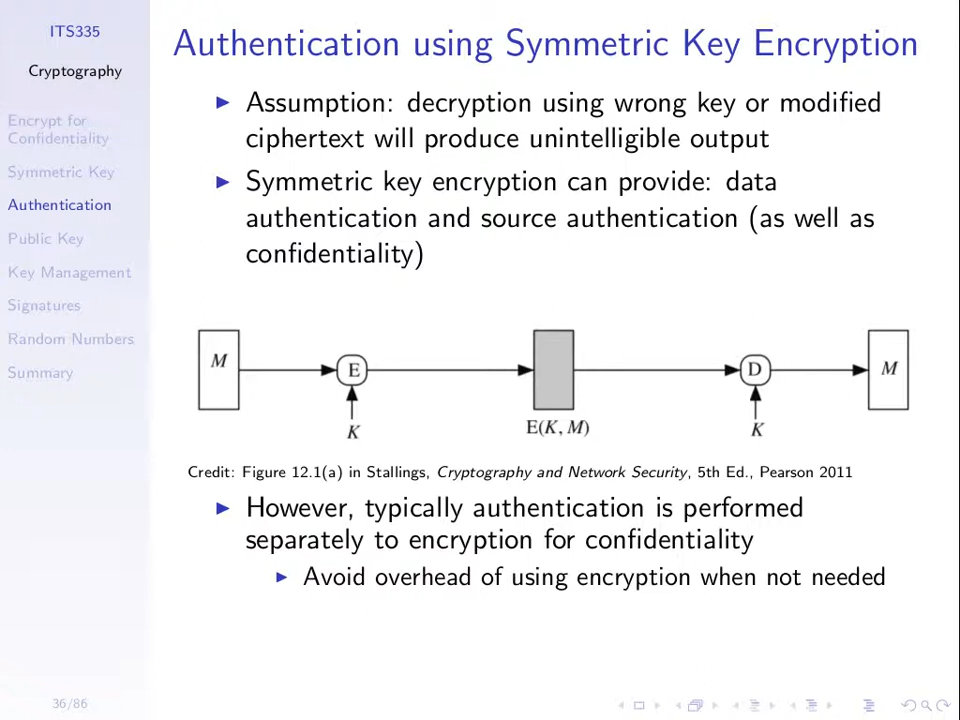 ITS335
Cryptography
Encrypt for
Confidentiality
Symmetric Key
Authentication
Public Key
Key Management
Signatures
Random Numbers
Summary
36/86
Authentication using Symmetric Key Encryption
Assumption: decryption using wrong key or modified
ciphertext will produce unintelligible output
Symmetric key encryption can provide: data
authentication and source authentication (as well as
confidentiality)
M
E
D
M
K
E(K, M)
K
Credit: Figure 12.1(a) in Stallings, Cryptography and Network Security, 5th Ed., Pearson 2011
However, typically authentication is performed
separately to encryption for confidentiality
Avoid overhead of using encryption when not needed